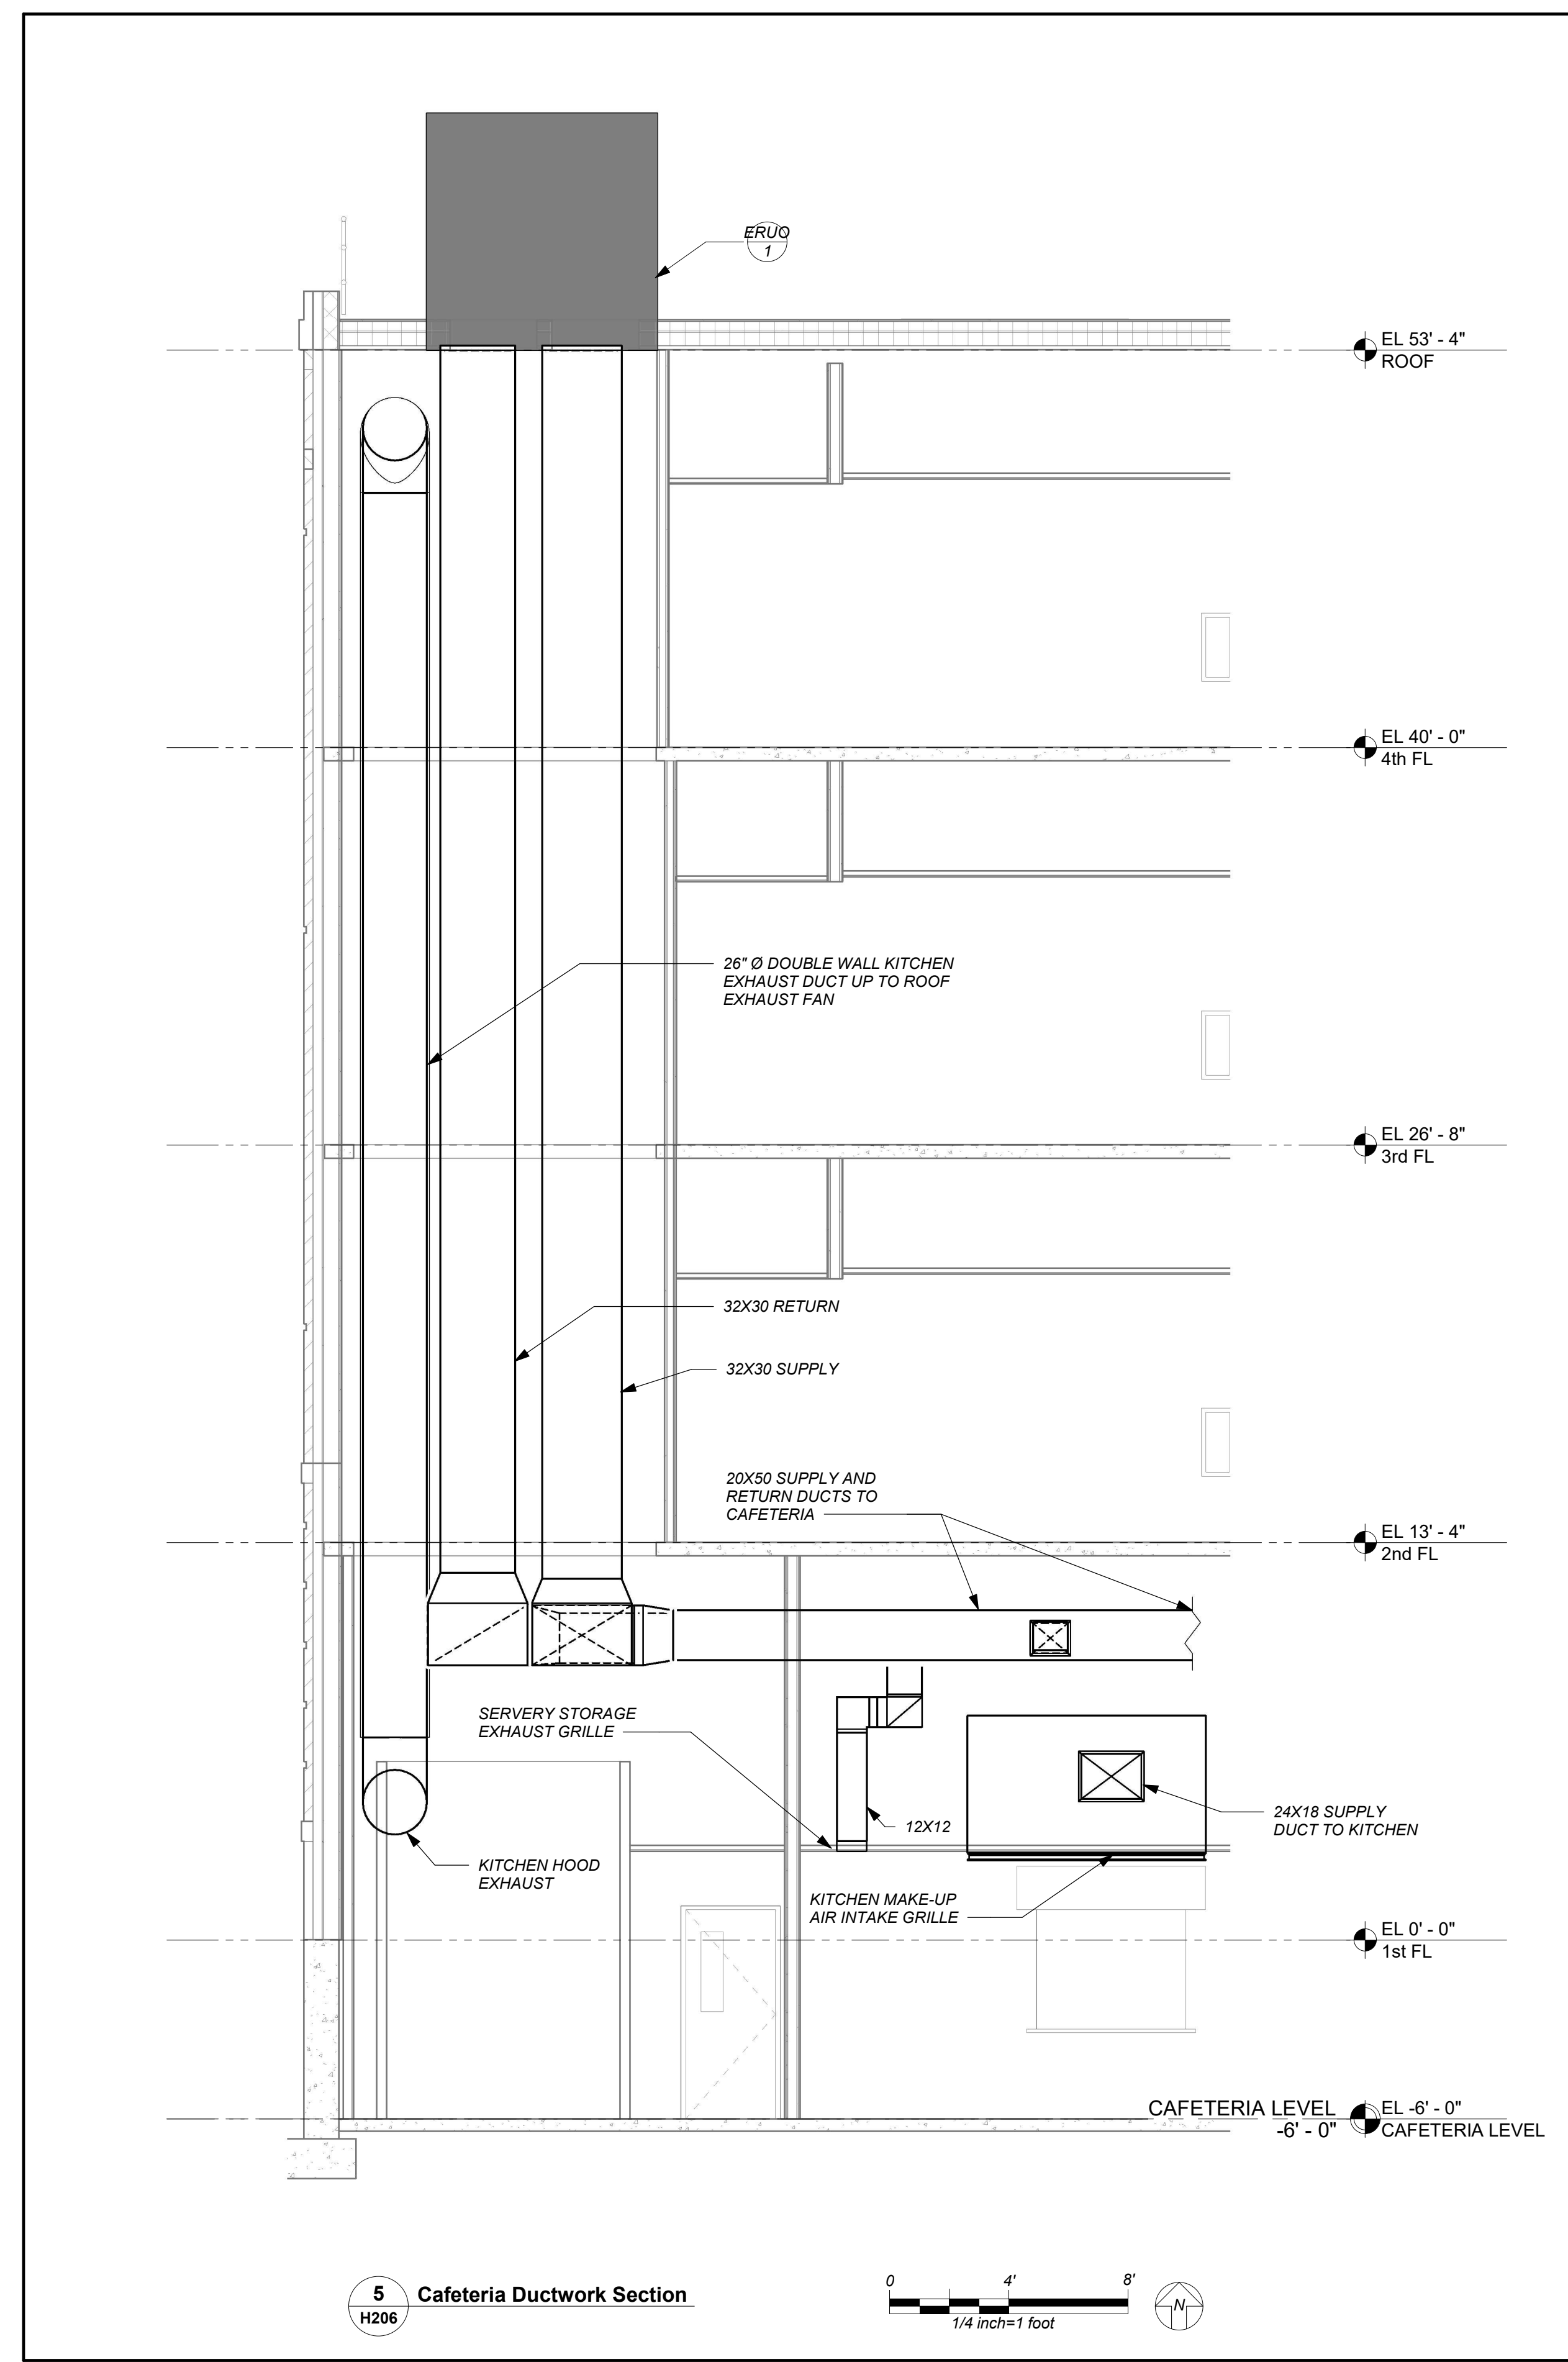 ERUO
1
EL 53' - 4"
ROOF
EL 40' - 0"
4th FL
26" Ø DOUBLE WALL KITCHEN
EXHAUST DUCT UP TO ROOF
EXHAUST FAN
EL 26' - 8"
3rd FL
32X30 RETURN
32X30 SUPPLY
20X50 SUPPLY AND
RETURN DUCTS TO
CAFETERIA
EL 13' - 4"
2nd FL
SERVERY STORAGE
EXHAUST GRILLE
12X12
24X18 SUPPLY
DUCT TO KITCHEN
KITCHEN HOOD
EXHAUST
KITCHEN MAKE-UP
AIR INTAKE GRILLE
EL 0' - 0"
1st FL
CAFETERIA LEVEL
-6' - 0"
EL -6' - 0"
CAFETERIA LEVEL
5
H206
Cafeteria Ductwork Section
0 4' 8'
1/4 inch=1 foot
N